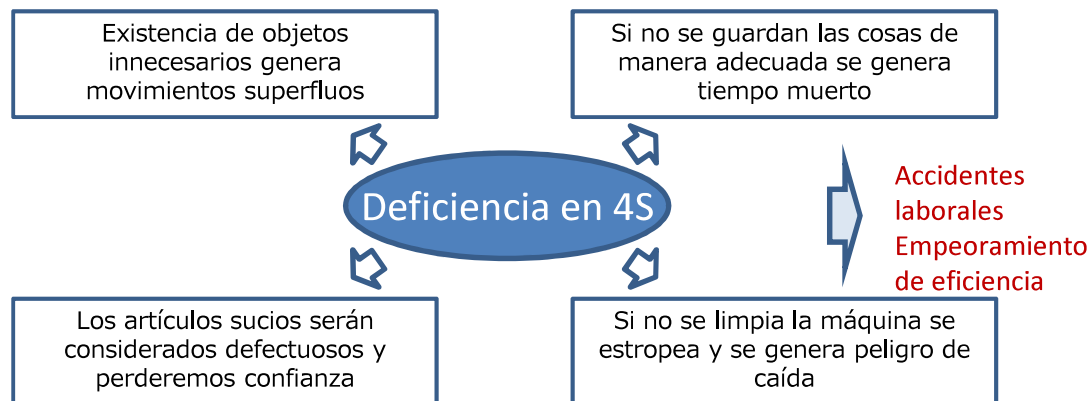 Existencia de objetos
innecesarios genera
movimientos superfluos
Si no se guardan las cosas de
manera adecuada se genera
tiempo muerto
Deficiencia en 4S
Accidentes
laborales
Empeoramiento
de eficiencia
Los artículos sucios serán
considerados defectuosos y
perderemos confianza
Si no se limpia la máquina se
estropea y se genera peligro de
caída